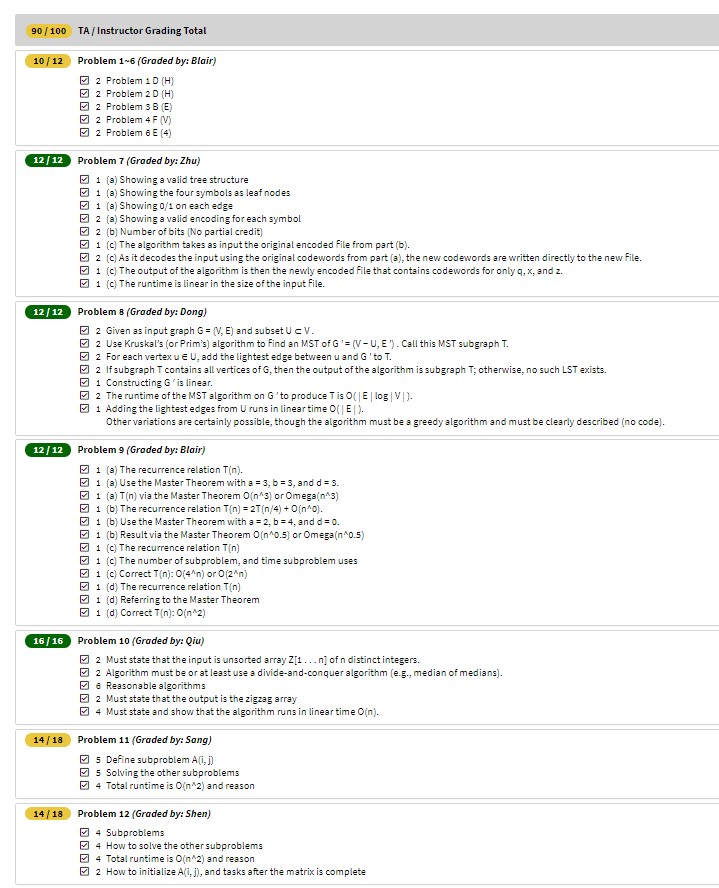 90 / 100 TA / Instructor Grading Total
10 / 12 Problem 1~6 (Graded by: Blair)
2 Problem 1 D (H)
2 Problem 2 D (H)
2 Problem 3 B (E)
2 Problem 4 F (V)
2 Problem 6 E (4)
12 / 12 Problem 7 (Graded by: Zhu)
1 (a) Showing a valid tree structure
1 (a) Showing the four symbols as leaf nodes
1 (a) Showing 0/1 on each edge
2 (a) Showing a valid encoding for each symbol
2 (b) Number of bits (No partial credit)
1 (c) The algorithm takes as input the original encoded file from part (b).
2 (c) As it decodes the input using the original codewords from part (a), the new codewords are written directly to the new file.
1 (c) The output of the algorithm is then the newly encoded file that contains codewords for only q, x, and z.
1 (c) The runtime is linear in the size of the input file.
12 / 12 Problem 8 (Graded by: Dong)
2 Given as input graph G = (V, E) and subset U ⊂ V .
2 Use Kruskal's (or Prim's) algorithm to find an MST of G ′ = (V − U, E ′) . Call this MST subgraph T.
2 For each vertex u ∈ U, add the lightest edge between u and G ′ to T.
2 If subgraph T contains all vertices of G, then the output of the algorithm is subgraph T; otherwise, no such LST exists.
1 Constructing G ′ is linear.
2 The runtime of the MST algorithm on G ′ to produce T is O( | E | log | V | ).
1 Adding the lightest edges from U runs in linear time O( | E | ).
Other variations are certainly possible, though the algorithm must be a greedy algorithm and must be clearly described (no code).
12 / 12 Problem 9 (Graded by: Blair)
1 (a) The recurrence relation T(n).
1 (a) Use the Master Theorem with a = 3, b = 3, and d = 3.
1 (a) T(n) via the Master Theorem O(n^3) or Omega(n^3)
1 (b) The recurrence relation T(n) = 2T(n/4) + O(n^0).
1 (b) Use the Master Theorem with a = 2, b = 4, and d = 0.
1 (b) Result via the Master Theorem O(n^0.5) or Omega(n^0.5)
1 (c) The recurrence relation T(n)
1 (c) The number of subproblem, and time subproblem uses
1 (c) Correct T(n): O(4^n) or O(2^n)
1 (d) The recurrence relation T(n)
1 (d) Referring to the Master Theorem
1 (d) Correct T(n): O(n^2)
16 / 16 Problem 10 (Graded by: Qiu)
2 Must state that the input is unsorted array Z[1 . . . n] of n distinct integers.
2 Algorithm must be or at least use a divide-and-conquer algorithm (e.g., median of medians).
6 Reasonable algorithms
2 Must state that the output is the zigzag array
4 Must state and show that the algorithm runs in linear time O(n).
14 / 18 Problem 11 (Graded by: Sang)
5 Define subproblem A(i, j)
5 Solving the other subproblems
4 Total runtime is O(n^2) and reason
14 / 18 Problem 12 (Graded by: Shen)
4 Subproblems
4 How to solve the other subproblems
4 Total runtime is O(n^2) and reason
2 How to initialize A(i, j), and tasks after the matrix is complete